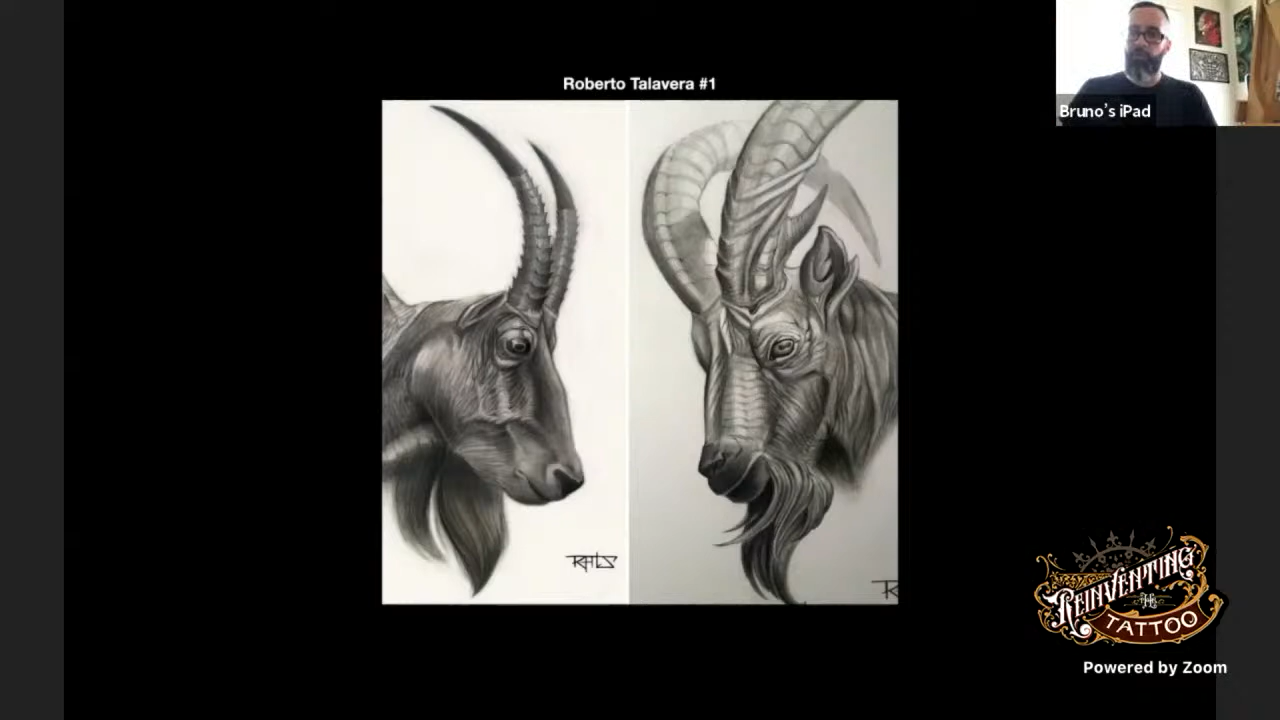 Roberto Talavera #1
Bruno's iPad
REINVENTING
THE
TATTOO
Powered by Zoom